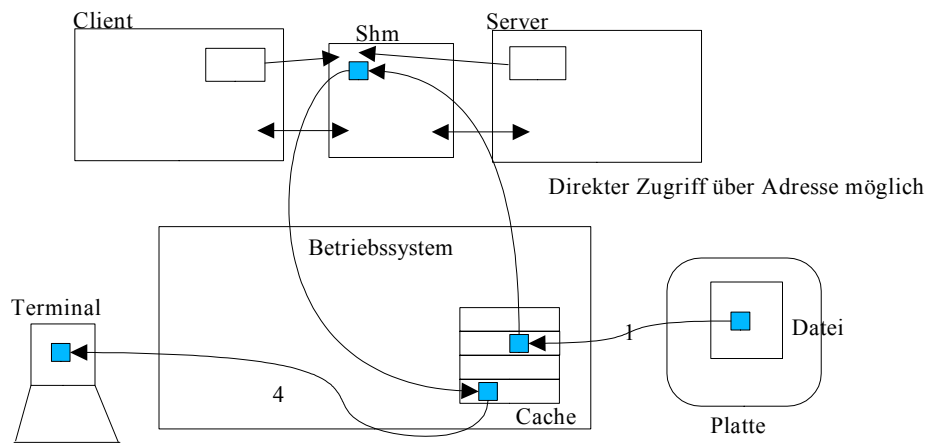 Client
Shm
Server
Direkter Zugriff über Adresse möglich
Betriebssystem
Terminal
1
Datei
4
Cache
Platte